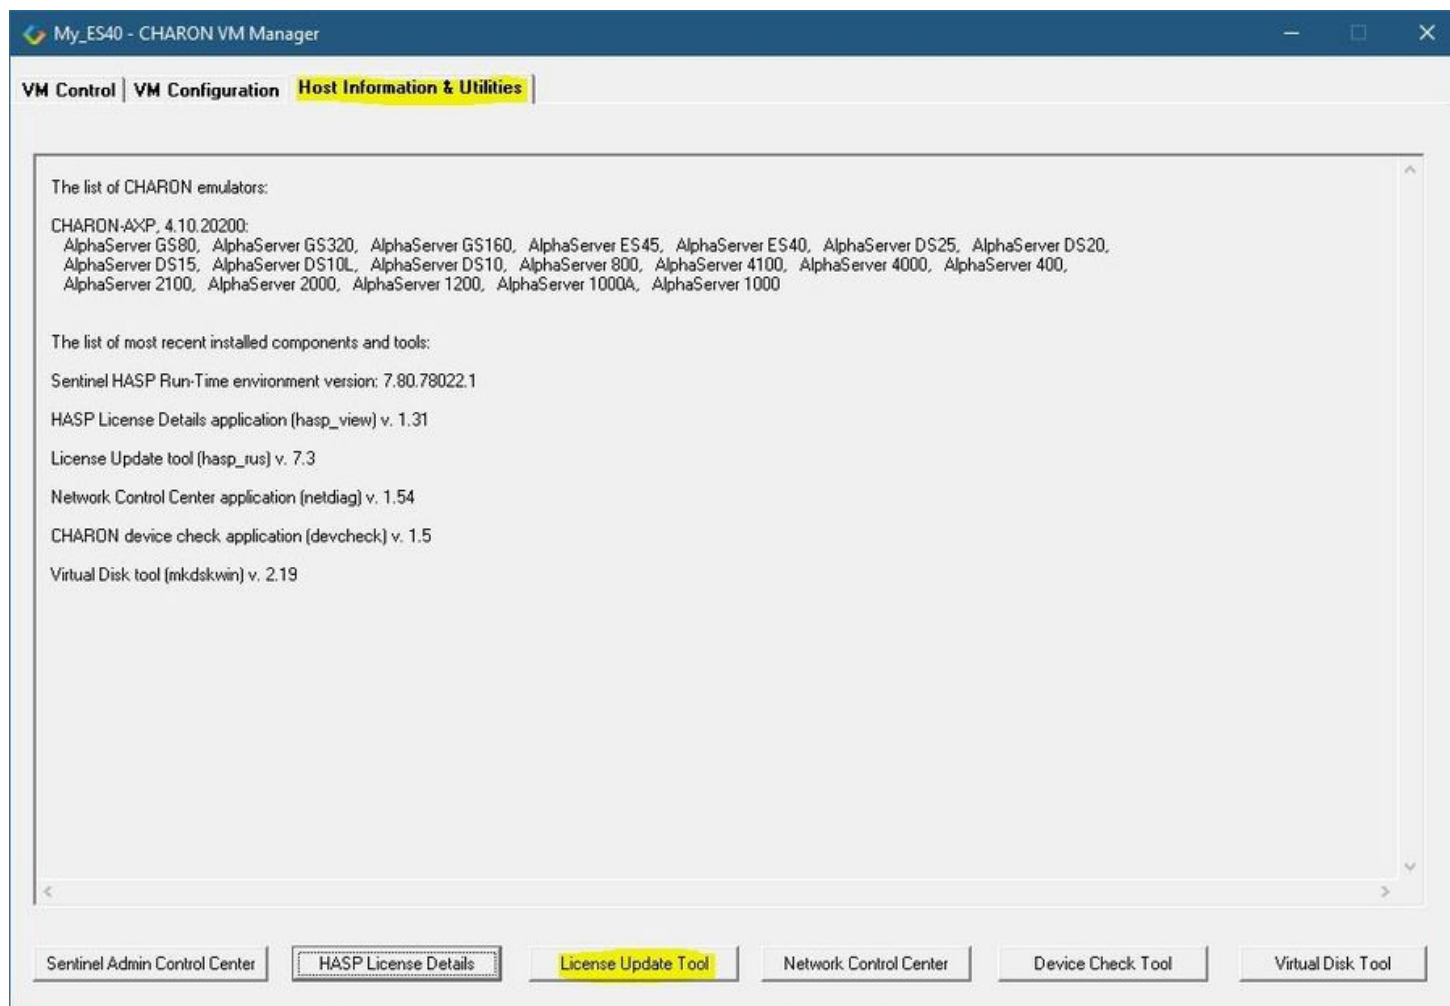 My_ES40 - CHARON VM Manager
VM Control
VM Configuration
Host Information & Utilities
The list of CHARON emulators:
CHARON-AXP, 4.10.20200:
AlphaServer GS80, AlphaServer GS320, AlphaServer GS160, AlphaServer ES45, AlphaServer ES40, AlphaServer DS25, AlphaServer DS20,
AlphaServer DS15, AlphaServer DS10L, AlphaServer DS10, AlphaServer 800, AlphaServer 4100, AlphaServer 4000, AlphaServer 400,
AlphaServer 2100, AlphaServer 2000, AlphaServer 1200, AlphaServer 1000A, AlphaServer 1000
The list of most recent installed components and tools:
Sentinel HASP Run-Time environment version: 7.80.78022.1
HASP License Details application (hasp_view) v. 1.31
License Update tool (hasp_rus) v. 7.3
Network Control Center application (netdiag) v. 1.54
CHARON device check application (devcheck) v. 1.5
Virtual Disk tool (mkdskwin) v. 2.19
Sentinel Admin Control Center
HASP License Details
License Update Tool
Network Control Center
Device Check Tool
Virtual Disk Tool